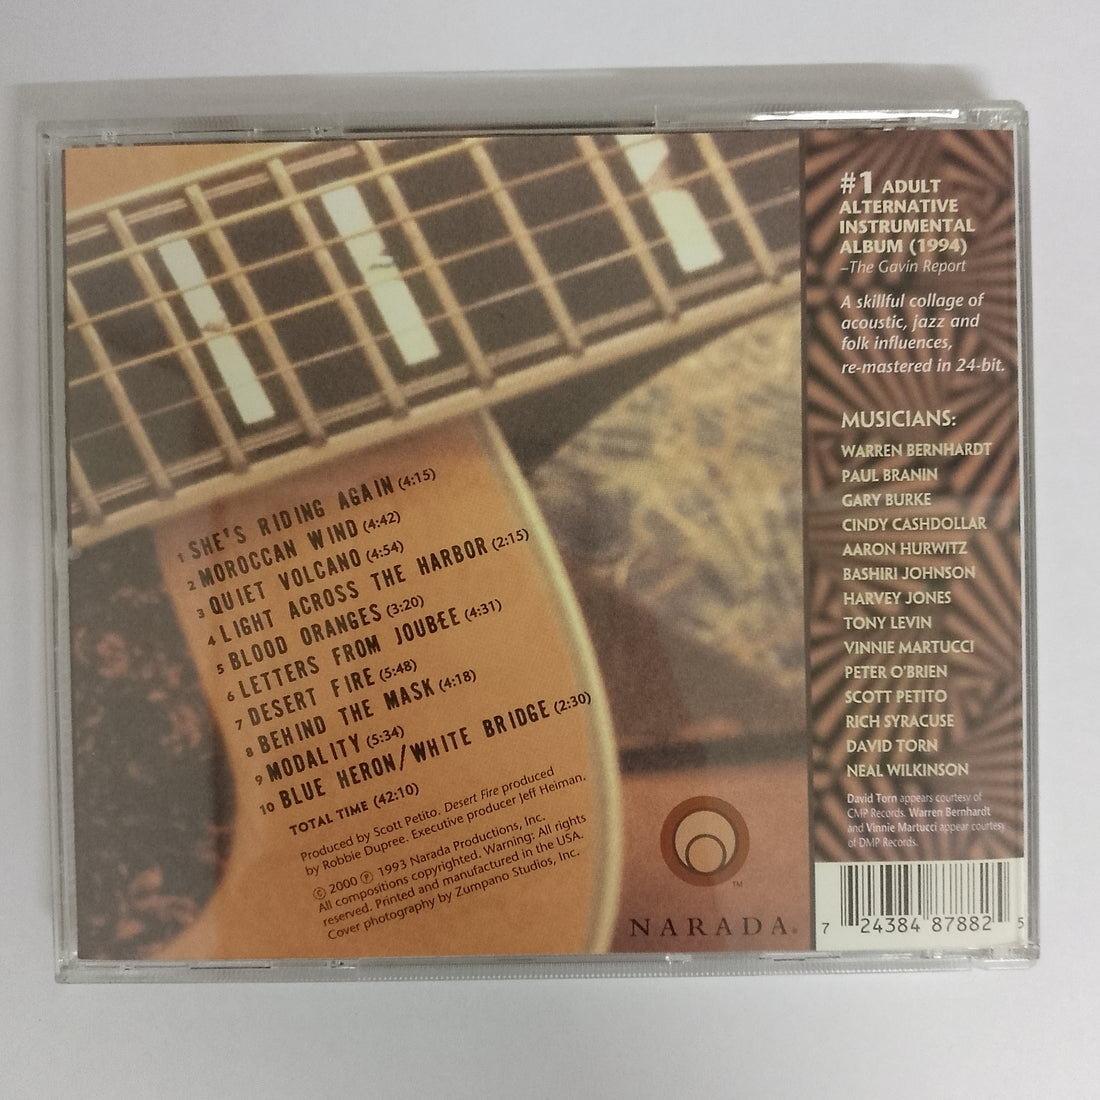 1 SHE'S RIDING AGAIN (4:15)
2 MOROCCAN WIND (4:42)
3 QUIET VOLCANO (4:54)
4 LIGHT ACROSS THE HARBOR (2:15)
5 BLOOD ORANGES (3:20)
6 LETTERS FROM JOUBEE (4:31)
7 DESERT FIRE (5:48)
8 BEHIND THE MASK (4:18)
9 MODALITY (5:34)
10 BLUE HERON/WHITE BRIDGE (2:30)
TOTAL TIME (42:10)
Produced by Scott Petito. Desert Fire produced
by Robbie Dupree. Executive producer Jeff Heiman.
© 2000 ℗ 1993 Narada Productions, Inc.
All compositions copyrighted. Warning: All rights
reserved. Printed and manufactured in the USA.
Cover photography by Zumpano Studios, Inc.
™
NARADA®
#1 ADULT
ALTERNATIVE
INSTRUMENTAL
ALBUM (1994)
–The Gavin Report
A skillful collage of
acoustic, jazz and
folk influences,
re-mastered in 24-bit.
MUSICIANS:
WARREN BERNHARDT
PAUL BRANIN
GARY BURKE
CINDY CASHDOLLAR
AARON HURWITZ
BASHIRI JOHNSON
HARVEY JONES
TONY LEVIN
VINNIE MARTUCCI
PETER O'BRIEN
SCOTT PETITO
RICH SYRACUSE
DAVID TORN
NEAL WILKINSON
David Torn appears courtesy of
CMP Records. Warren Bernhardt
and Vinnie Martucci appear courtesy
of DMP Records.
7 24384 87882 5